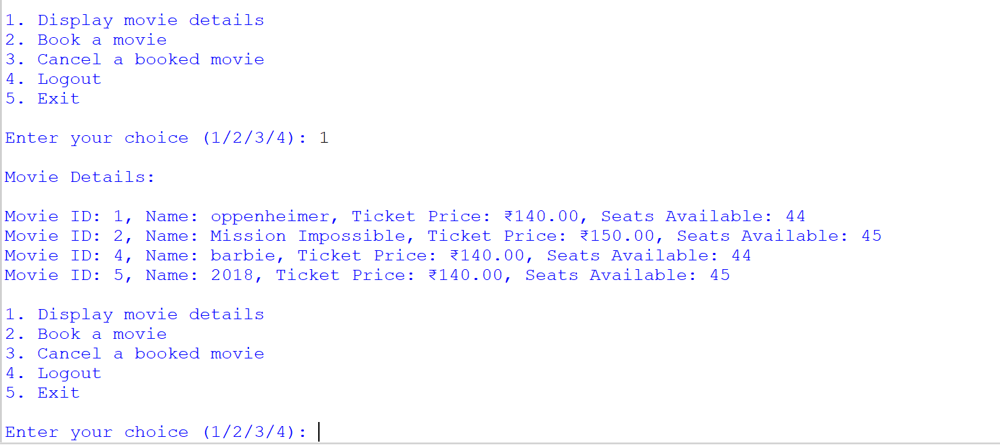 1. Display movie details
2. Book a movie
3. Cancel a booked movie
4. Logout
5. Exit
Enter your choice (1/2/3/4): 1
Movie Details:
Movie ID: 1, Name: oppenheimer, Ticket Price: ₹140.00, Seats Available: 44
Movie ID: 2, Name: Mission Impossible, Ticket Price: ₹150.00, Seats Available: 45
Movie ID: 4, Name: barbie, Ticket Price: ₹140.00, Seats Available: 44
Movie ID: 5, Name: 2018, Ticket Price: ₹140.00, Seats Available: 45
1. Display movie details
2. Book a movie
3. Cancel a booked movie
4. Logout
5. Exit
Enter your choice (1/2/3/4):